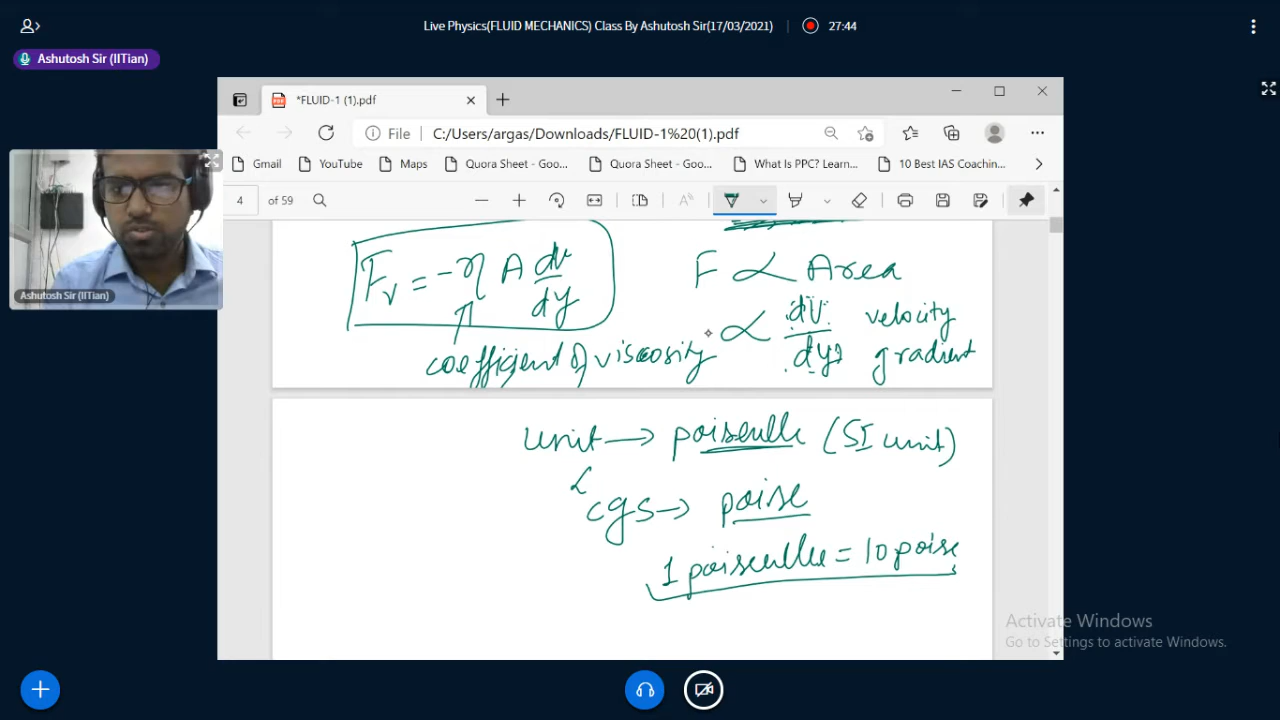 Live Physics(FLUID MECHANICS) Class By Ashutosh Sir(17/03/2021)
27:44
Ashutosh Sir (IITian)
*FLUID-1 (1).pdf
File
C:/Users/argas/Downloads/FLUID-1%20(1).pdf
Gmail
YouTube
Maps
Quora Sheet - Goo...
Quora Sheet - Goo...
What Is PPC? Learn...
10 Best IAS Coachin...
4
of 59
Ashutosh Sir (IITian)
Fv = -η A dv/dy
F ∝ Area
∝ dv/dy velocity gradient
coefficient of viscosity
unit → poiseulle (SI unit)
cgs → poise
1 poiseulle = 10 poise
Activate Windows
Go to Settings to activate Windows.